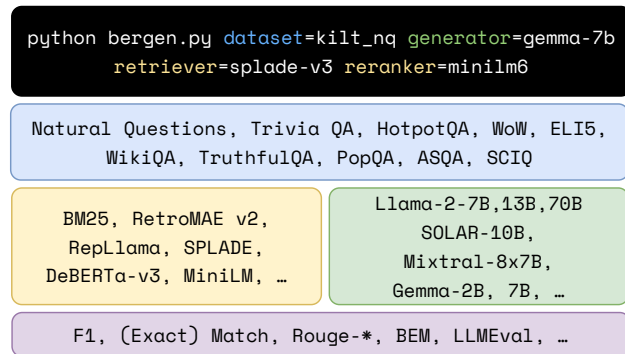 python bergen.py dataset=kilt_nq generator=gemma-7b
retriever=splade-v3 reranker=minilm6
Natural Questions, Trivia QA, HotpotQA, WoW, ELI5,
WikiQA, TruthfulQA, PopQA, ASQA, SCIQ
BM25, RetroMAE v2,
RepLlama, SPLADE,
DeBERTa-v3, MiniLM, …
Llama-2-7B,13B,70B
SOLAR-10B,
Mixtral-8x7B,
Gemma-2B, 7B, …
F1, (Exact) Match, Rouge-*, BEM, LLMEval, …